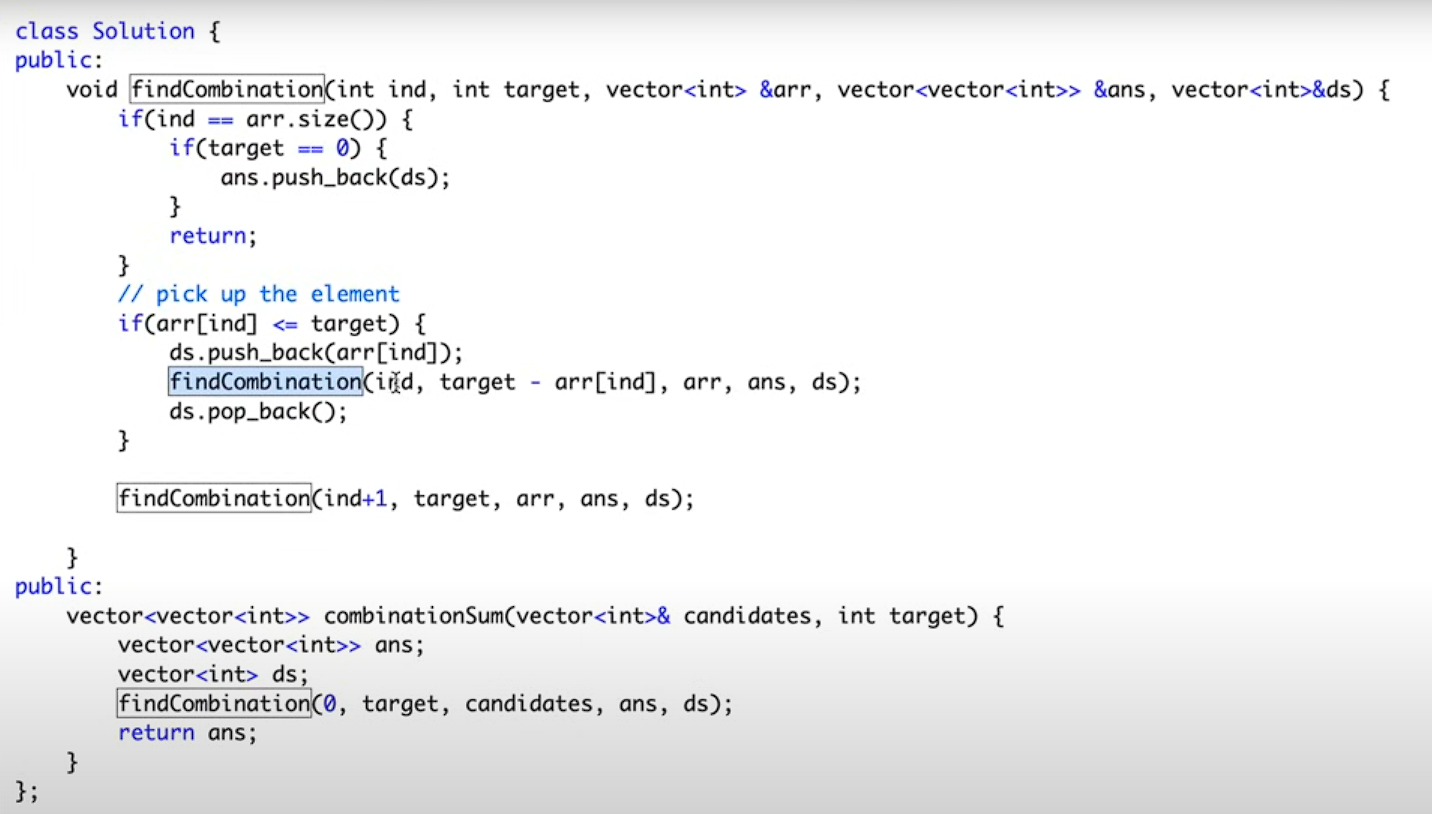 class Solution {
public:
    void findCombination(int ind, int target, vector<int> &arr, vector<vector<int>> &ans, vector<int>&ds) {
        if(ind == arr.size()) {
            if(target == 0) {
                ans.push_back(ds);
            }
            return;
        }
        // pick up the element
        if(arr[ind] <= target) {
            ds.push_back(arr[ind]);
            findCombination(ind, target - arr[ind], arr, ans, ds);
            ds.pop_back();
        }
        findCombination(ind+1, target, arr, ans, ds);
    }
public:
    vector<vector<int>> combinationSum(vector<int>& candidates, int target) {
        vector<vector<int>> ans;
        vector<int> ds;
        findCombination(0, target, candidates, ans, ds);
        return ans;
    }
};